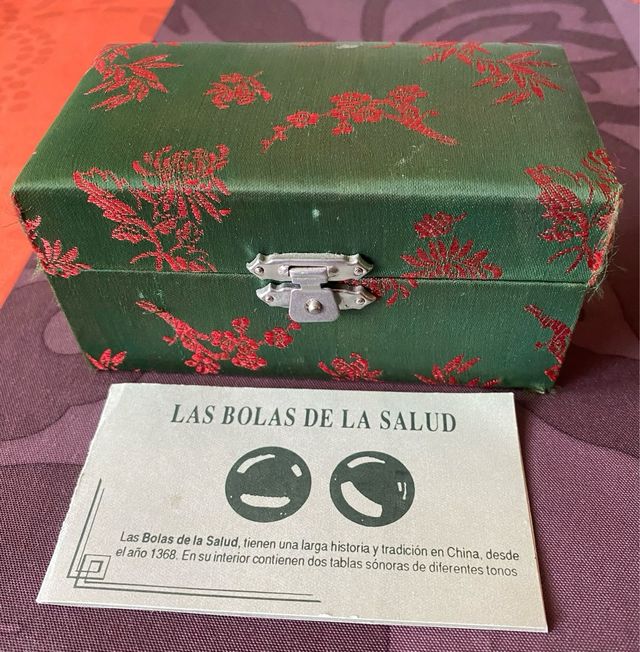 LAS BOLAS DE LA SALUD
Las Bolas de la Salud, tienen una larga historia y tradición en China, desde
el año 1368. En su interior contienen dos tablas sónoras de diferentes tonos